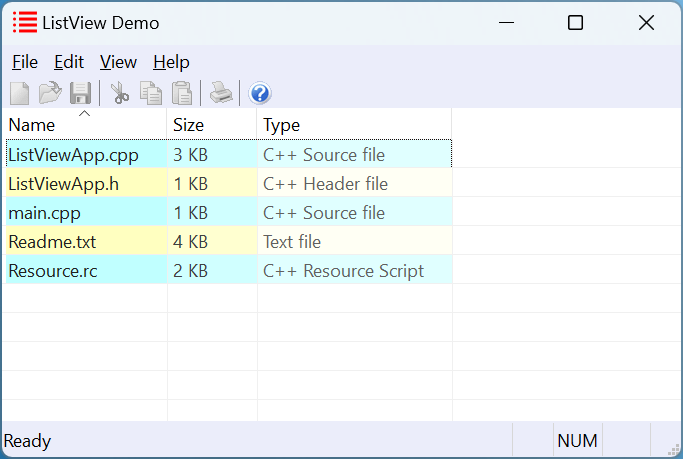 ListView Demo
File Edit View Help
Name Size Type
ListViewApp.cpp 3 KB C++ Source file
ListViewApp.h 1 KB C++ Header file
main.cpp 1 KB C++ Source file
Readme.txt 4 KB Text file
Resource.rc 2 KB C++ Resource Script
Ready NUM